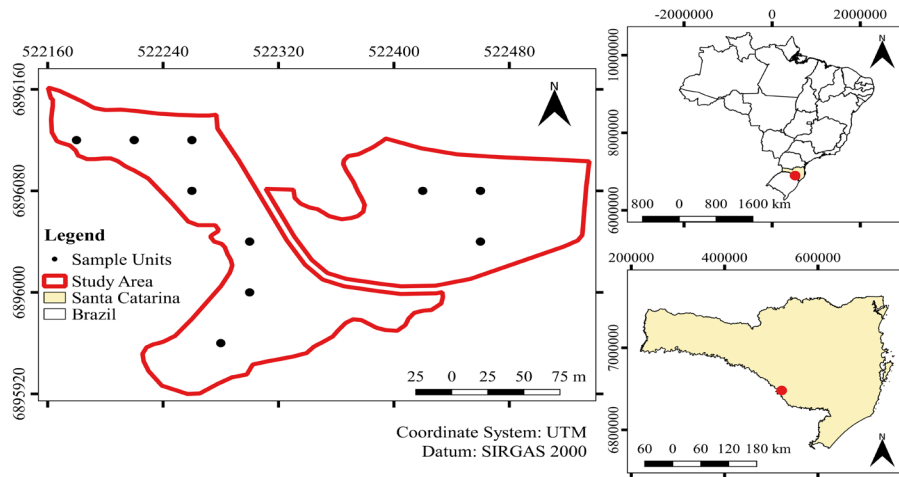 522160 522240 522320 522400 522480
6896160
6896080
6896000
6895920
N
Legend
Sample Units
Study Area
Santa Catarina
Brazil
25 0 25 50 75 m
Coordinate System: UTM
Datum: SIRGAS 2000
-2000000 0 2000000
10000000
8000000
6000000
N
800 0 800 1600 km
200000 400000 600000
7000000
6800000
60 0 60 120 180 km
N